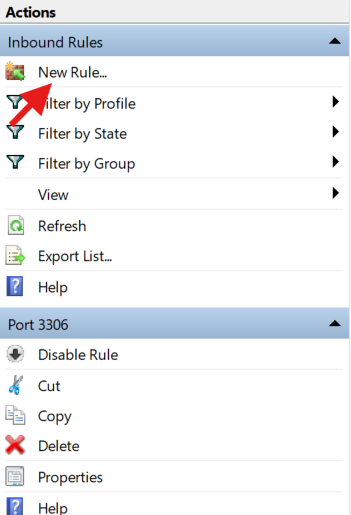 Actions
Inbound Rules
New Rule...
Filter by Profile
Filter by State
Filter by Group
View
Refresh
Export List...
Help
Port 3306
Disable Rule
Cut
Copy
Delete
Properties
Help